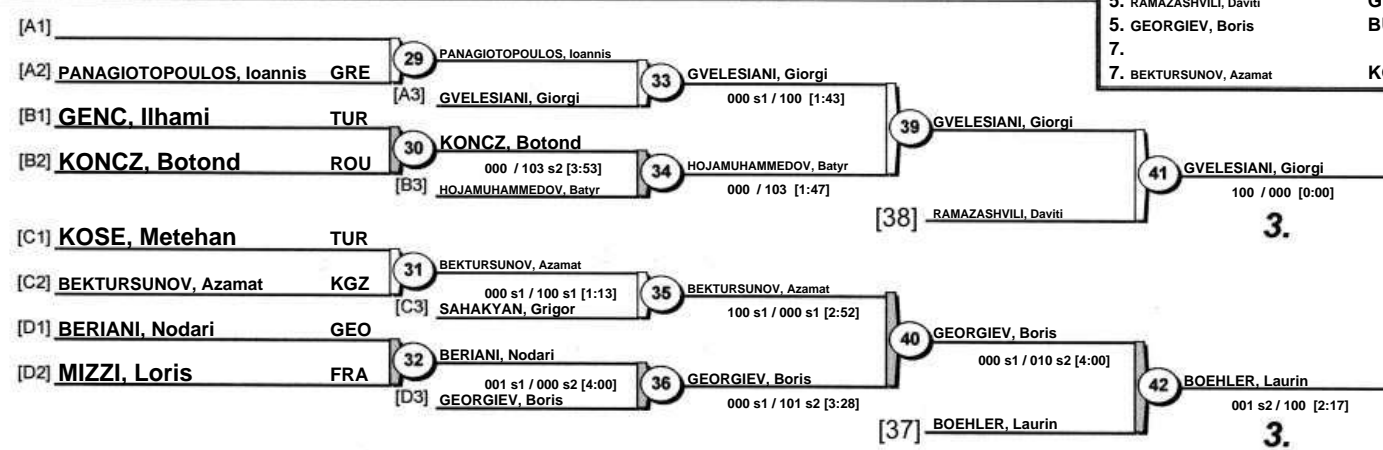 5. RAMAZASHVILI, Daviti G
5. GEORGIEV, Boris BU
7.
7. BEKTURSUNOV, Azamat KG
[A1]
[A2] PANAGIOTOPOULOS, Ioannis GRE
29 PANAGIOTOPOULOS, Ioannis
[A3] GVELESIANI, Giorgi
33 GVELESIANI, Giorgi
000 s1 / 100 [1:43]
[B1] GENC, Ilhami TUR
[B2] KONCZ, Botond ROU
30 KONCZ, Botond
000 / 103 s2 [3:53]
[B3] HOJAMUHAMMEDOV, Batyr
34 HOJAMUHAMMEDOV, Batyr
000 / 103 [1:47]
39 GVELESIANI, Giorgi
[38] RAMAZASHVILI, Daviti
41 GVELESIANI, Giorgi
100 / 000 [0:00]
3.
[C1] KOSE, Metehan TUR
[C2] BEKTURSUNOV, Azamat KGZ
31 BEKTURSUNOV, Azamat
000 s1 / 100 s1 [1:13]
[C3] SAHAKYAN, Grigor
35 BEKTURSUNOV, Azamat
100 s1 / 000 s1 [2:52]
[D1] BERIANI, Nodari GEO
[D2] MIZZI, Loris FRA
32 BERIANI, Nodari
001 s1 / 000 s2 [4:00]
[D3] GEORGIEV, Boris
36 GEORGIEV, Boris
000 s1 / 101 s2 [3:28]
40 GEORGIEV, Boris
000 s1 / 010 s2 [4:00]
[37] BOEHLER, Laurin
42 BOEHLER, Laurin
001 s2 / 100 [2:17]
3.